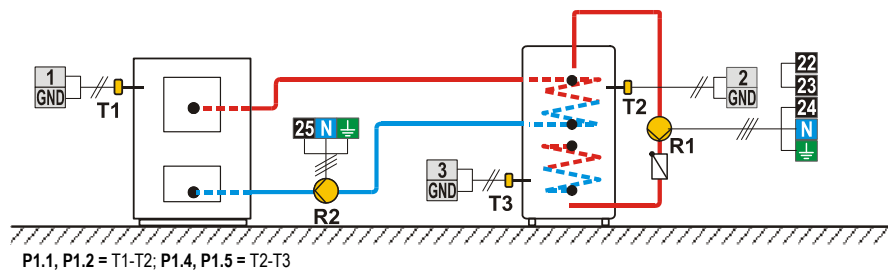 1
GND
T1
25 N
R2
3
GND
T3
T2
2
GND
R1
22
23
24
N
P1.1, P1.2 = T1-T2; P1.4, P1.5 = T2-T3